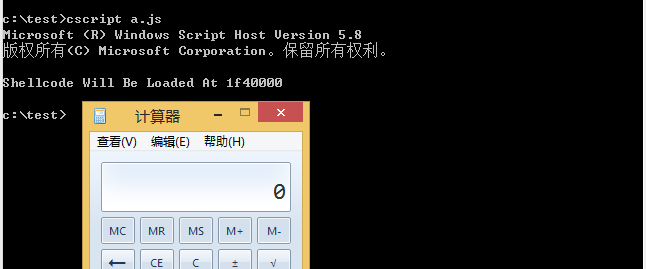 c:\test>cscript a.js
Microsoft (R) Windows Script Host Version 5.8
版权所有(C) Microsoft Corporation。保留所有权利。
Shellcode Will Be Loaded At 1f40000
c:\test>
计算器
查看(V) 编辑(E) 帮助(H)
0
MC MR MS M+ M-
← CE C ± √